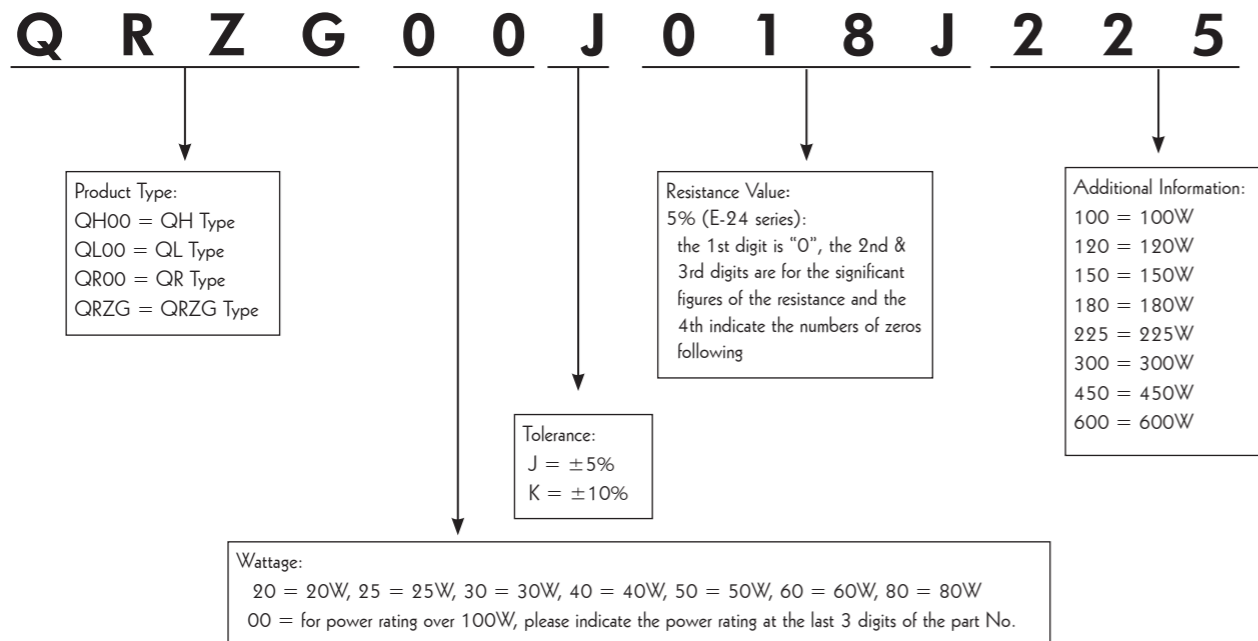 Q R Z G 0 0 J 0 1 8 J 2 2 5
Product Type:
QH00 = QH Type
QL00 = QL Type
QR00 = QR Type
QRZG = QRZG Type
Resistance Value:
5% (E-24 series):
the 1st digit is “0”, the 2nd &
3rd digits are for the significant
figures of the resistance and the
4th indicate the numbers of zeros
following
Additional Information:
100 = 100W
120 = 120W
150 = 150W
180 = 180W
225 = 225W
300 = 300W
450 = 450W
600 = 600W
Tolerance:
J = ±5%
K = ±10%
Wattage:
20 = 20W, 25 = 25W, 30 = 30W, 40 = 40W, 50 = 50W, 60 = 60W, 80 = 80W
00 = for power rating over 100W, please indicate the power rating at the last 3 digits of the part No.